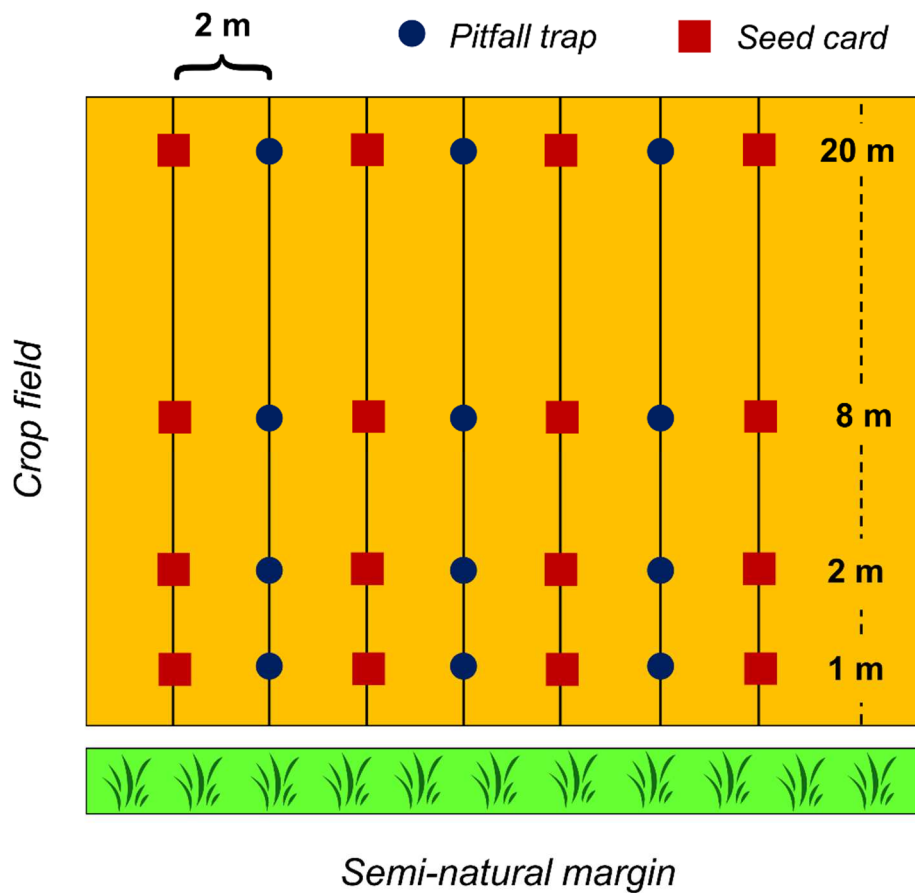 2 m
Pitfall trap
Seed card
20 m
Crop field
8 m
2 m
1 m
Semi-natural margin